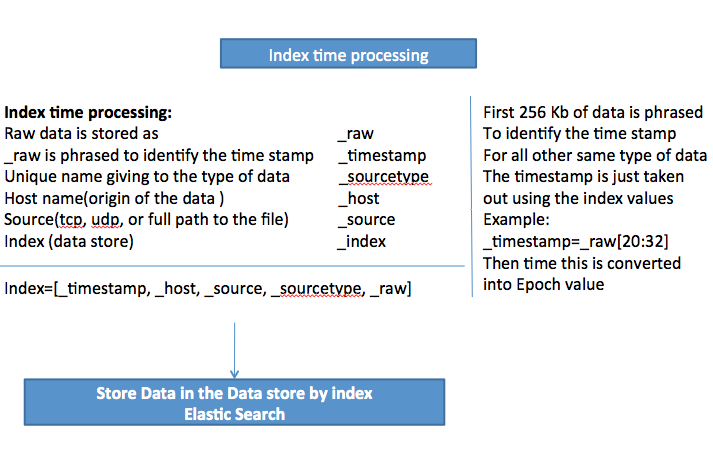 Index time processing
Index time processing:
Raw data is stored as _raw
_raw is phrased to identify the time stamp _timestamp
Unique name giving to the type of data _sourcetype
Host name(origin of the data ) _host
Source(tcp, udp, or full path to the file) _source
Index (data store) _index
Index=[_timestamp, _host, _source, _sourcetype, _raw]
First 256 Kb of data is phrased
To identify the time stamp
For all other same type of data
The timestamp is just taken
out using the index values
Example:
_timestamp=_raw[20:32]
Then time this is converted
into Epoch value
Store Data in the Data store by index
Elastic Search